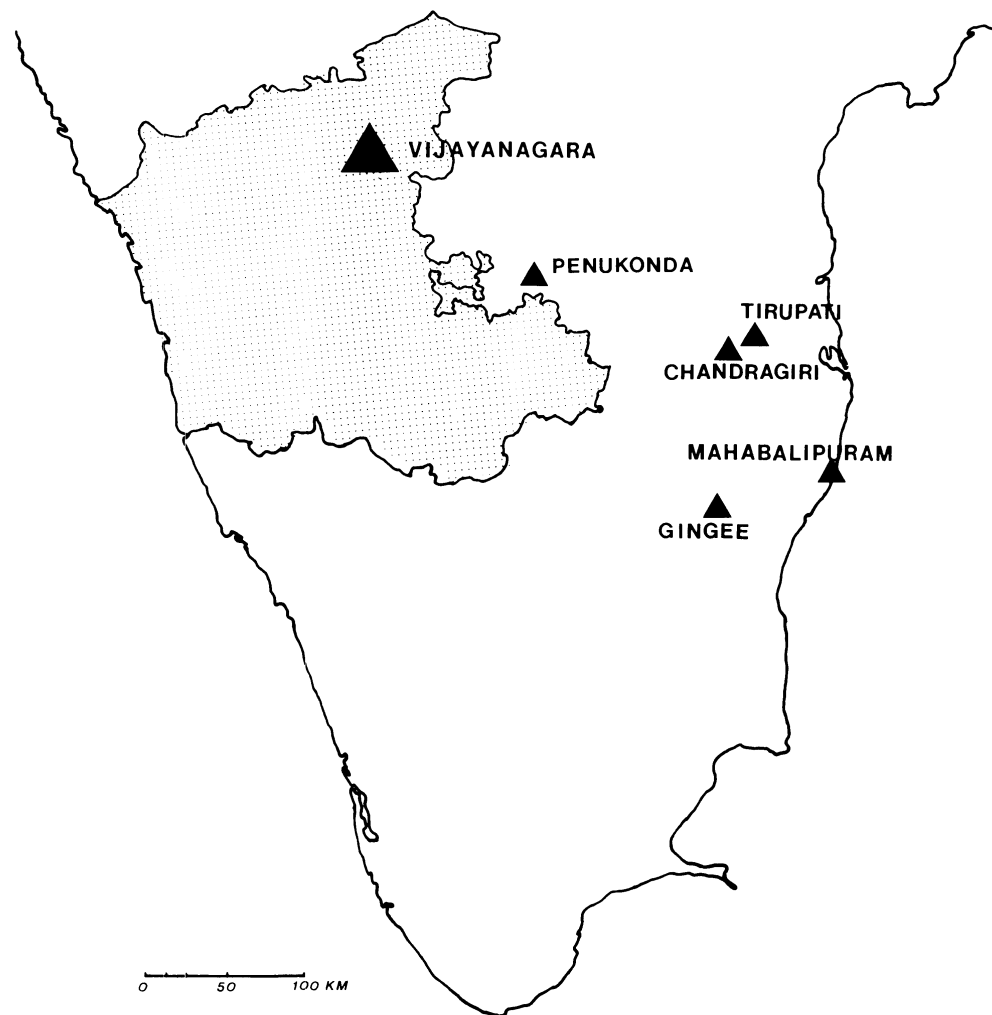 VIJAYANAGARA
PENUKONDA
TIRUPATI
CHANDRAGIRI
MAHABALIPURAM
GINGEE
0 50 100 KM